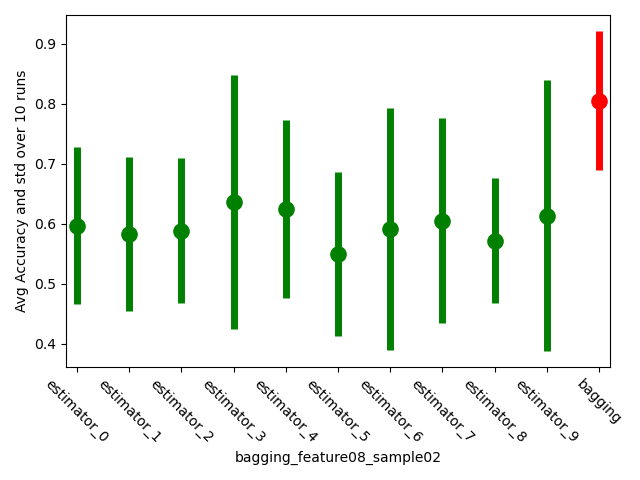 0.9
0.8
0.7
0.6
0.5
0.4
Avg Accuracy and std over 10 runs
estimator_0
estimator_1
estimator_2
estimator_3
estimator_4
estimator_5
estimator_6
estimator_7
estimator_8
estimator_9
bagging
bagging_feature08_sample02